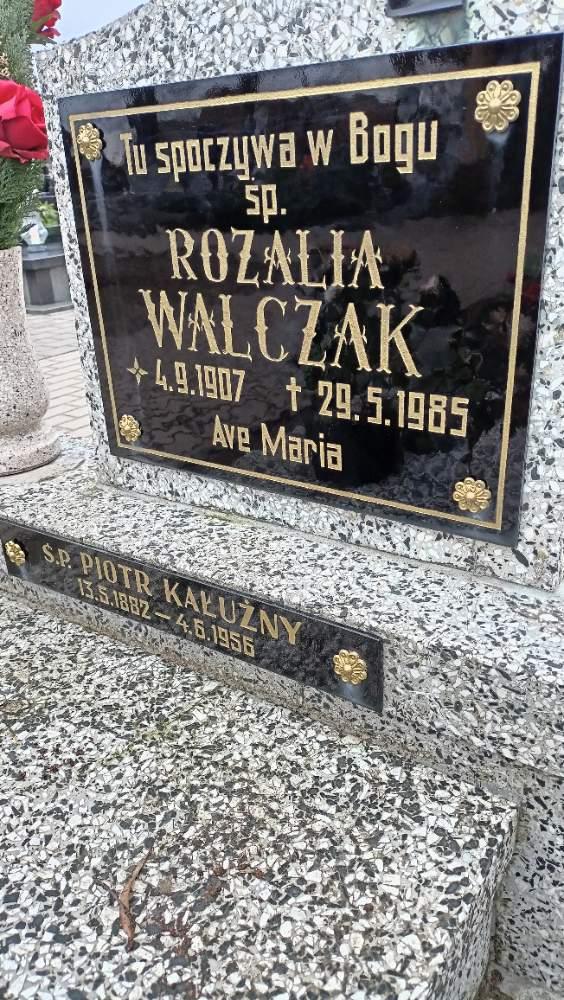 Tu spoczywa w Bogu
śp.
ROZALIA
WALCZAK
4.9.1907 † 29.5.1985
Ave Maria
Ś.P. PIOTR KAŁUŻNY
13.5.1882 – 4.6.1956